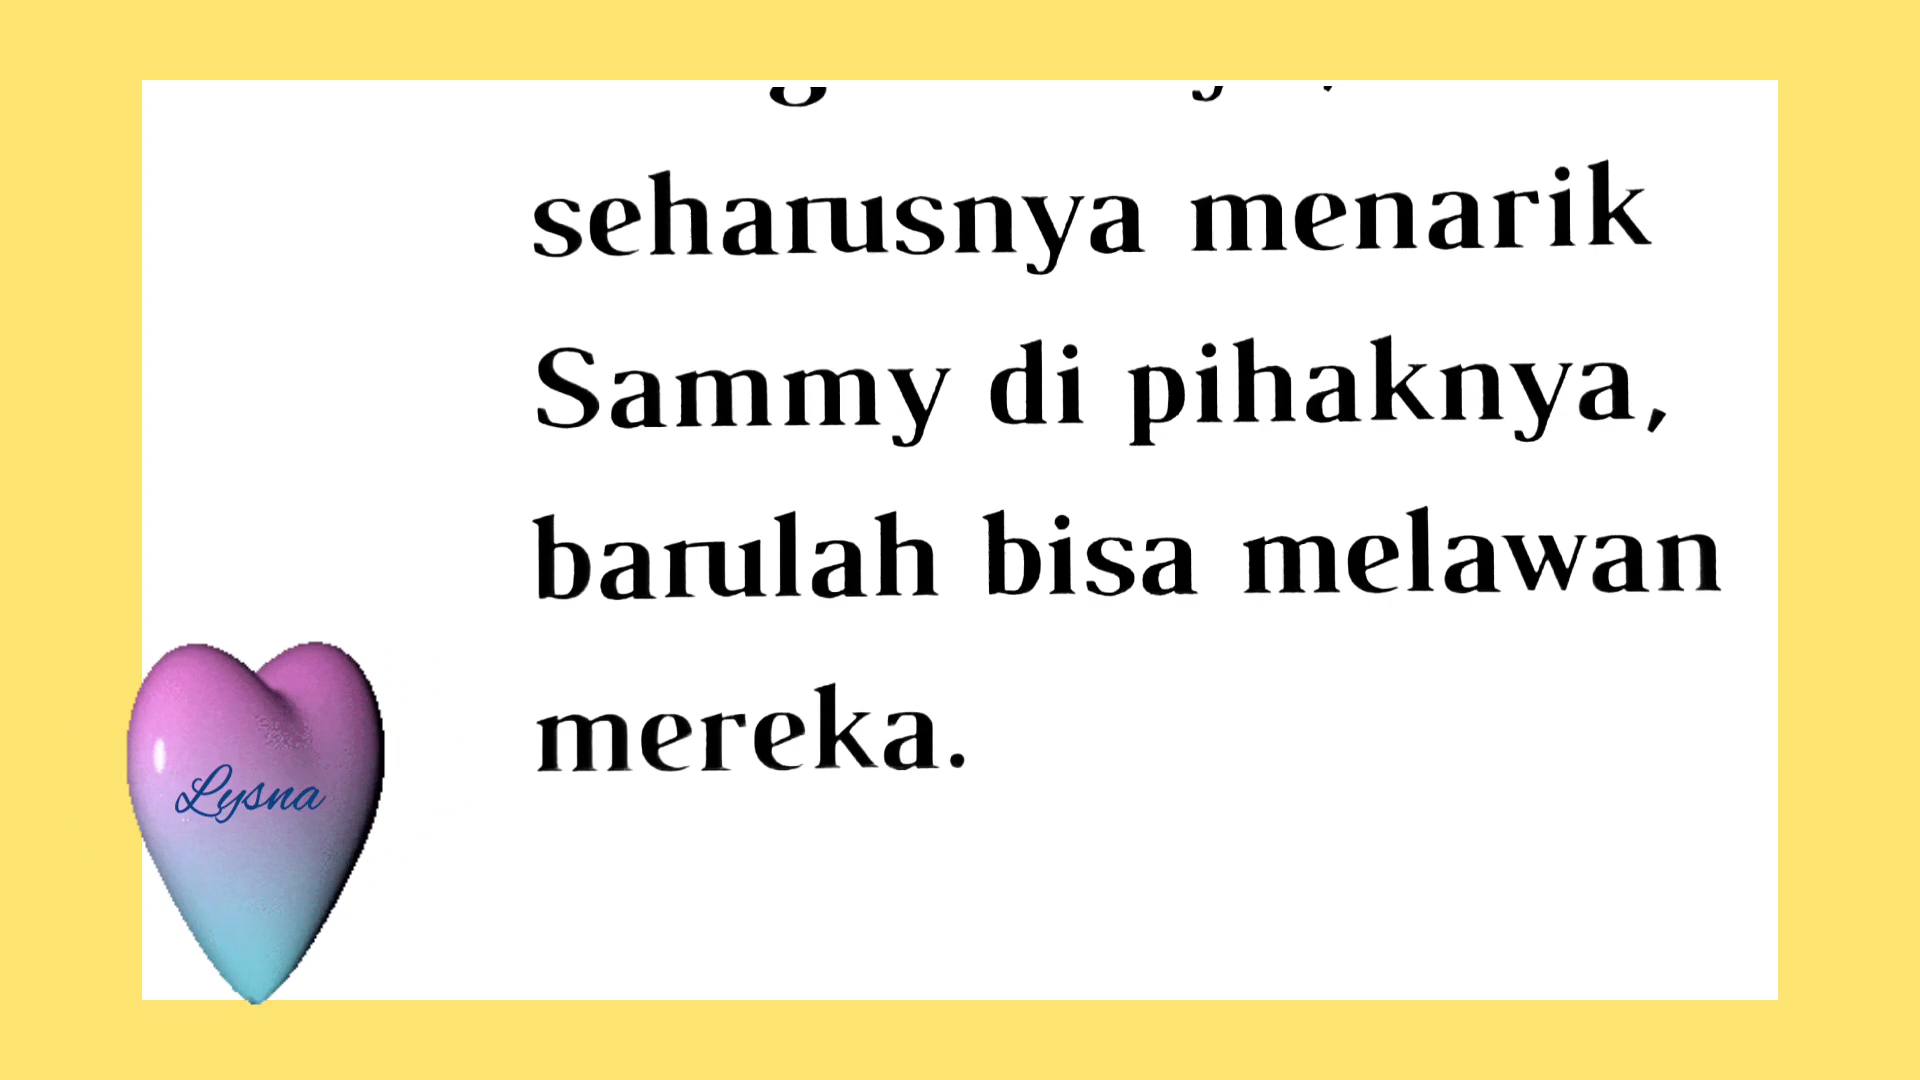 seharusnya menarik
Sammy di pihaknya,
barulah bisa melawan
mereka.
Lysna